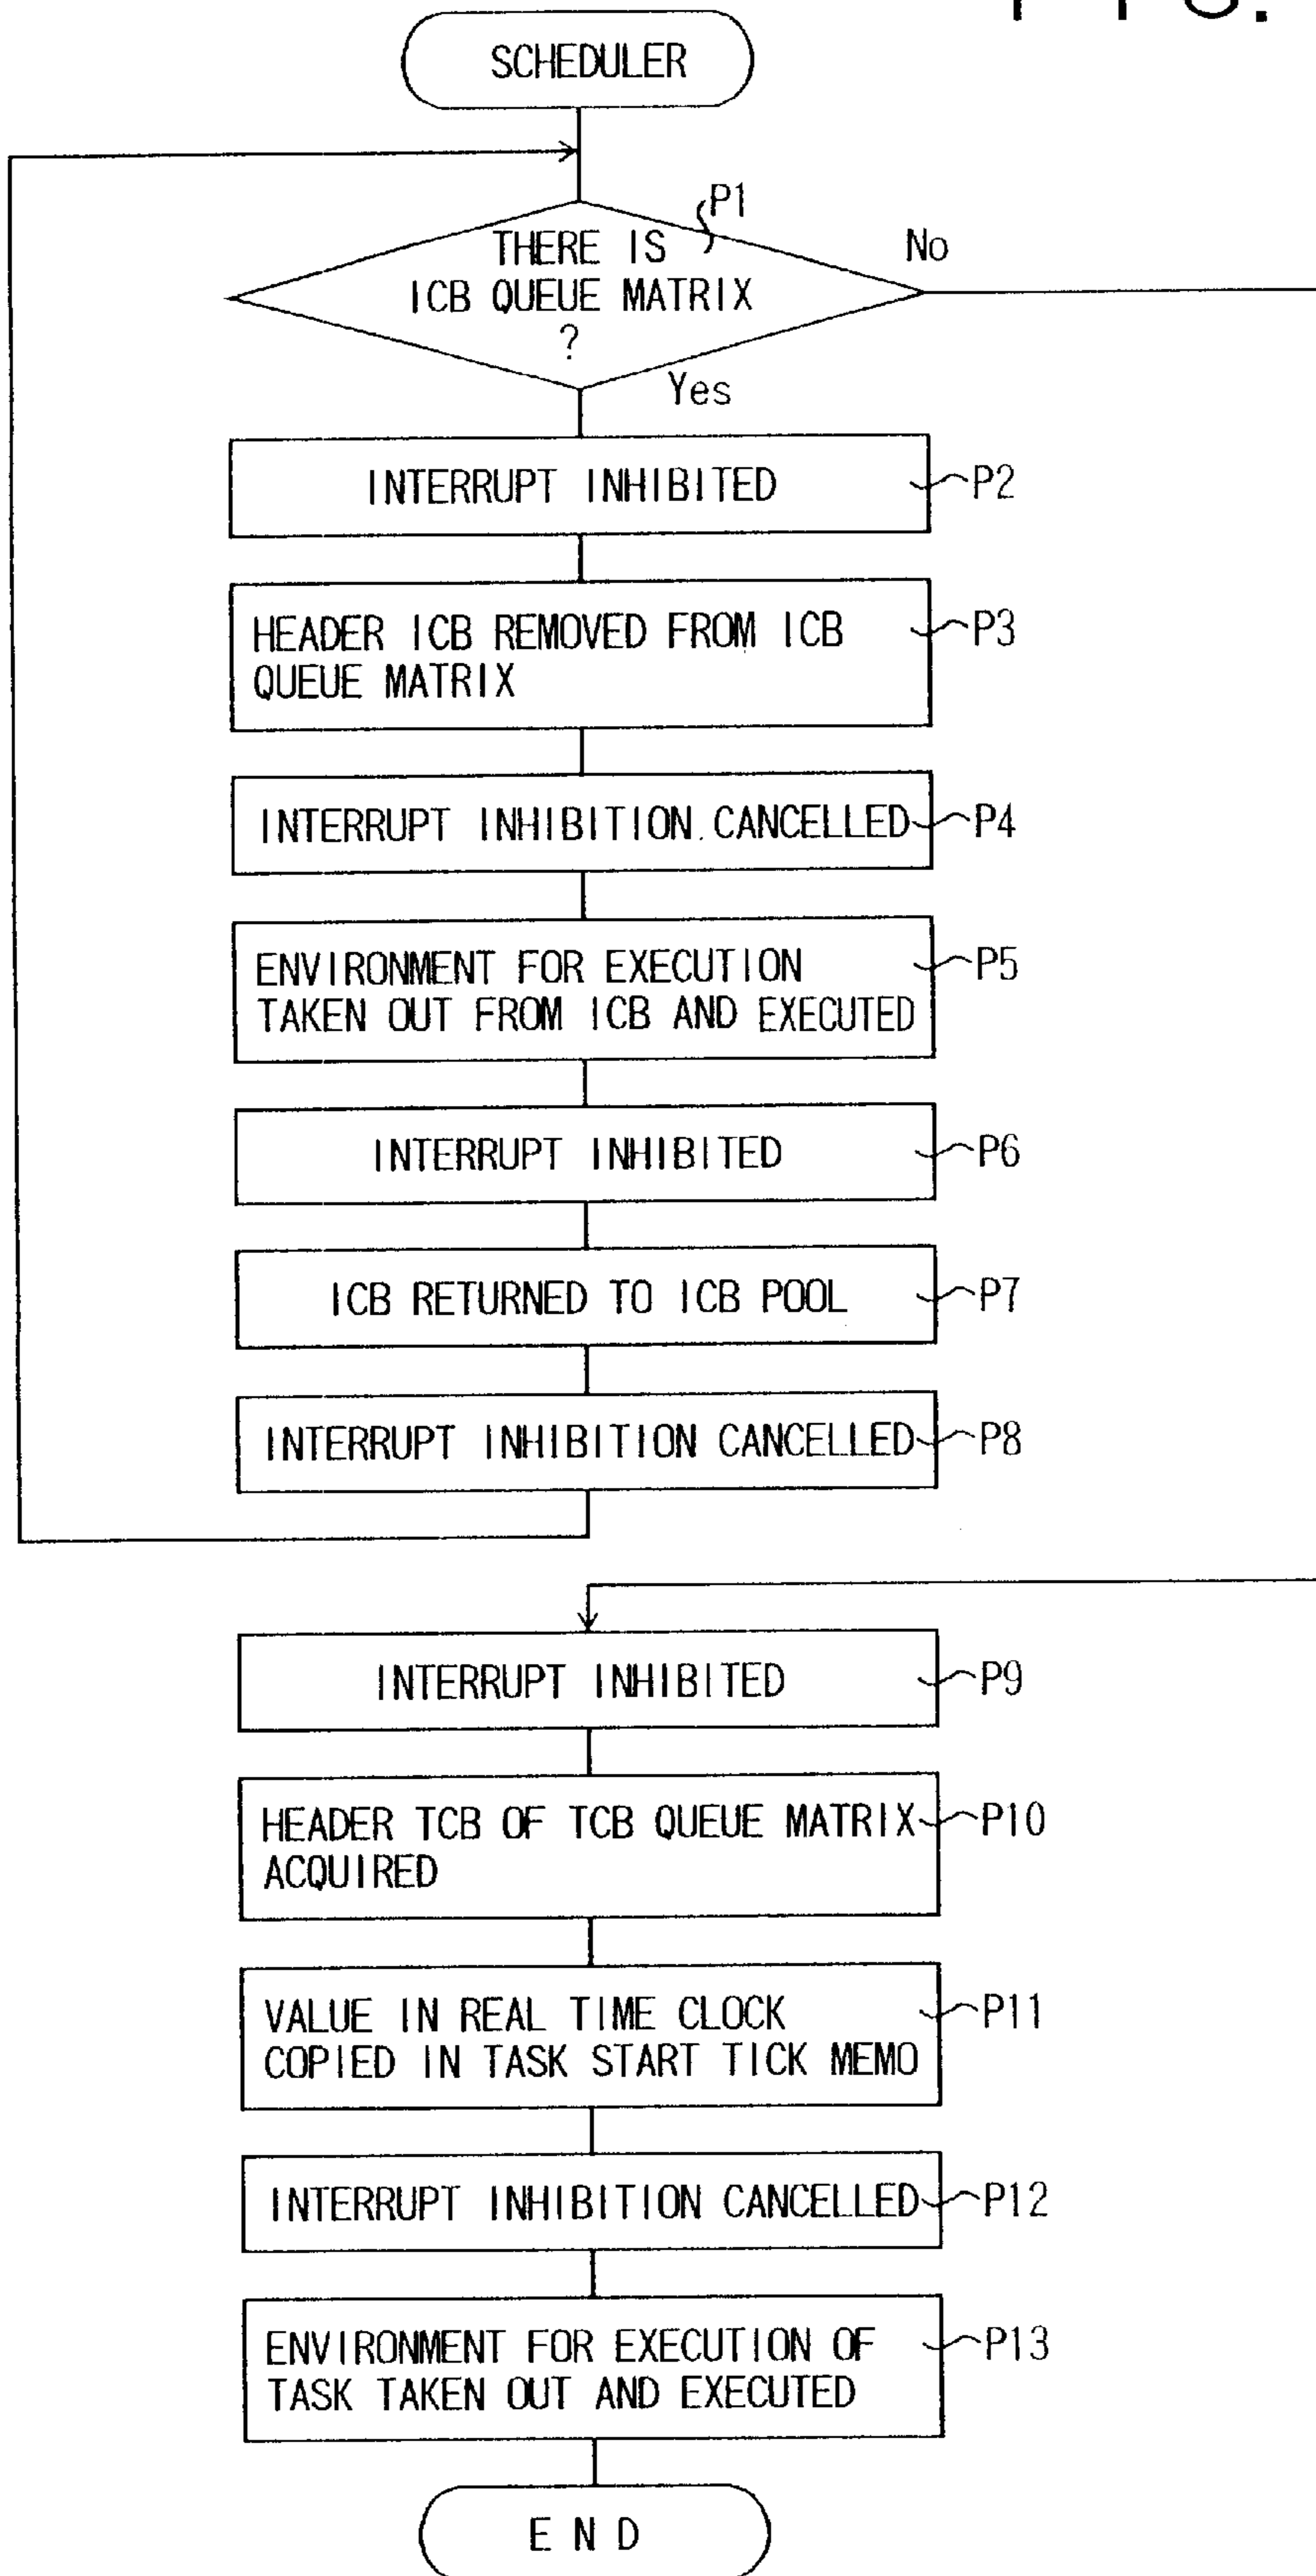 SCHEDULER
P1
THERE IS
ICB QUEUE MATRIX
?
No
Yes
INTERRUPT INHIBITED
P2
HEADER ICB REMOVED FROM ICB
QUEUE MATRIX
P3
INTERRUPT INHIBITION CANCELLED
P4
ENVIRONMENT FOR EXECUTION
TAKEN OUT FROM ICB AND EXECUTED
P5
INTERRUPT INHIBITED
P6
ICB RETURNED TO ICB POOL
P7
INTERRUPT INHIBITION CANCELLED
P8
INTERRUPT INHIBITED
P9
HEADER TCB OF TCB QUEUE MATRIX
ACQUIRED
P10
VALUE IN REAL TIME CLOCK
COPIED IN TASK START TICK MEMO
P11
INTERRUPT INHIBITION CANCELLED
P12
ENVIRONMENT FOR EXECUTION OF
TASK TAKEN OUT AND EXECUTED
P13
END